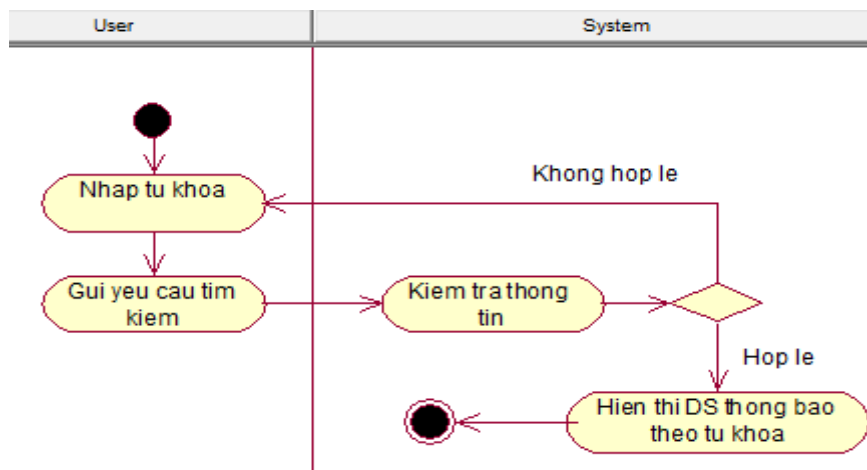 User
System
Nhap tu khoa
Khong hop le
Gui yeu cau tim
kiem
Kiem tra thong
tin
Hop le
Hien thi DS thong bao
theo tu khoa